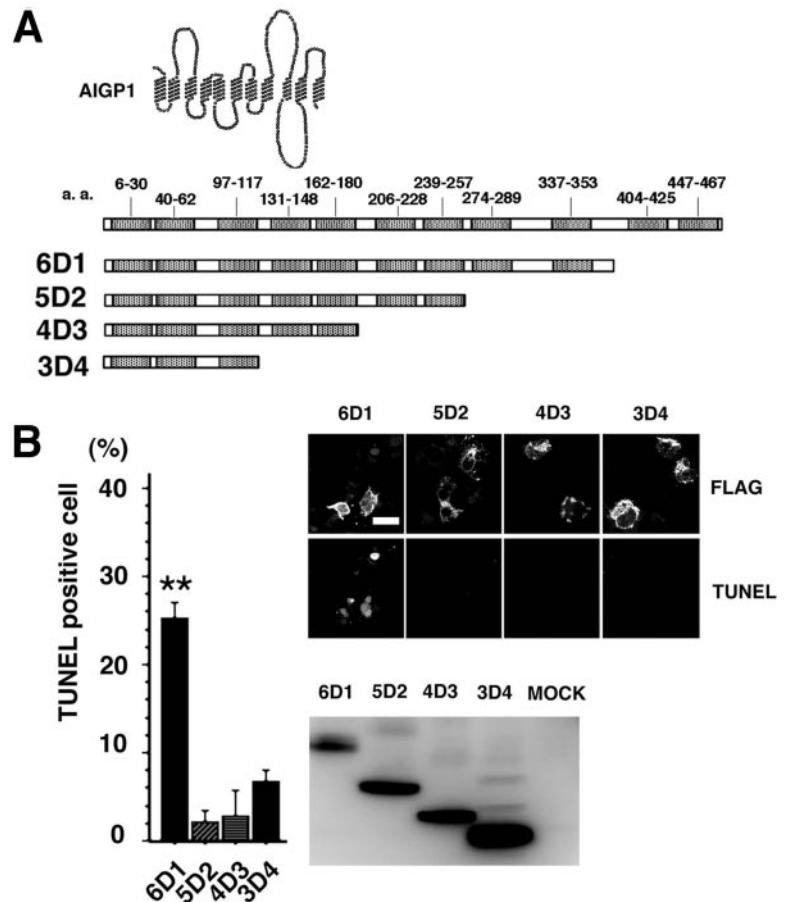 A
AIGP1
6-30 97-117 162-180 239-257 337-353 447-467
a. a. 40-62 131-148 206-228 274-289 404-425
6D1
5D2
4D3
3D4
B
(%)
6D1 5D2 4D3 3D4
FLAG
TUNEL
TUNEL positive cell
40
30
20
10
0
**
6D1 5D2 4D3 3D4
6D1 5D2 4D3 3D4 MOCK